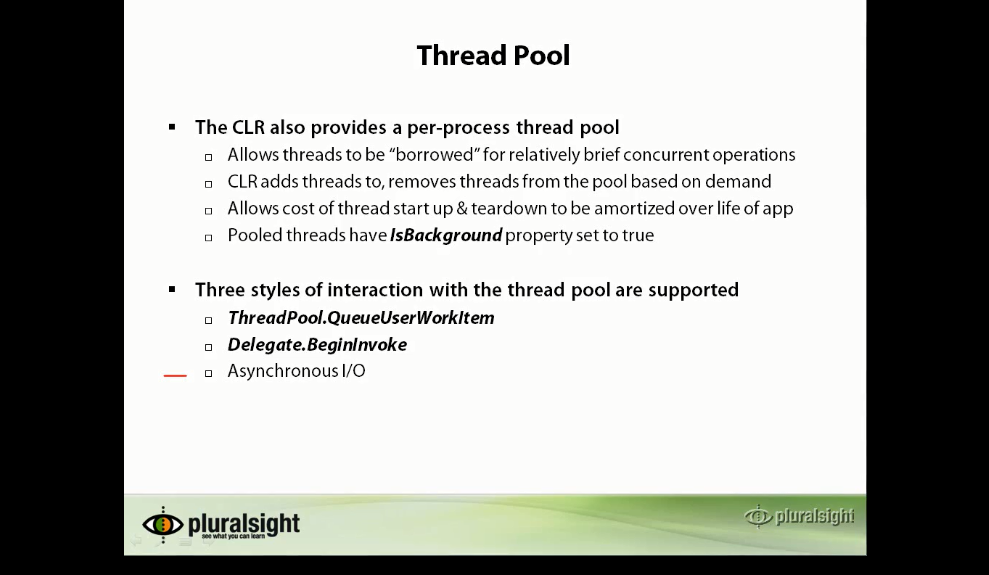 Thread Pool
The CLR also provides a per-process thread pool
Allows threads to be “borrowed” for relatively brief concurrent operations
CLR adds threads to, removes threads from the pool based on demand
Allows cost of thread start up & teardown to be amortized over life of app
Pooled threads have IsBackground property set to true
Three styles of interaction with the thread pool are supported
ThreadPool.QueueUserWorkItem
Delegate.BeginInvoke
Asynchronous I/O
pluralsight
see what you can learn
pluralsight